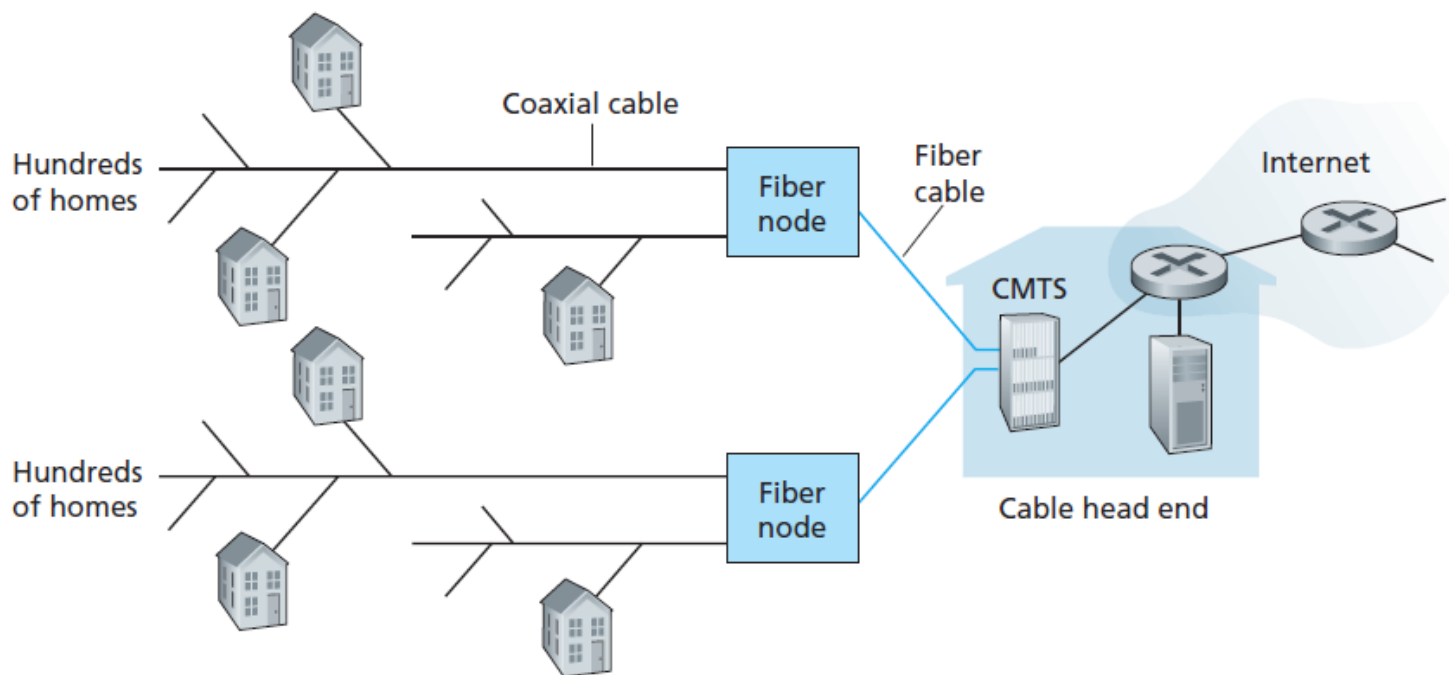 Coaxial cable
Hundreds
of homes
Fiber
node
Fiber
cable
Internet
CMTS
Hundreds
of homes
Fiber
node
Cable head end